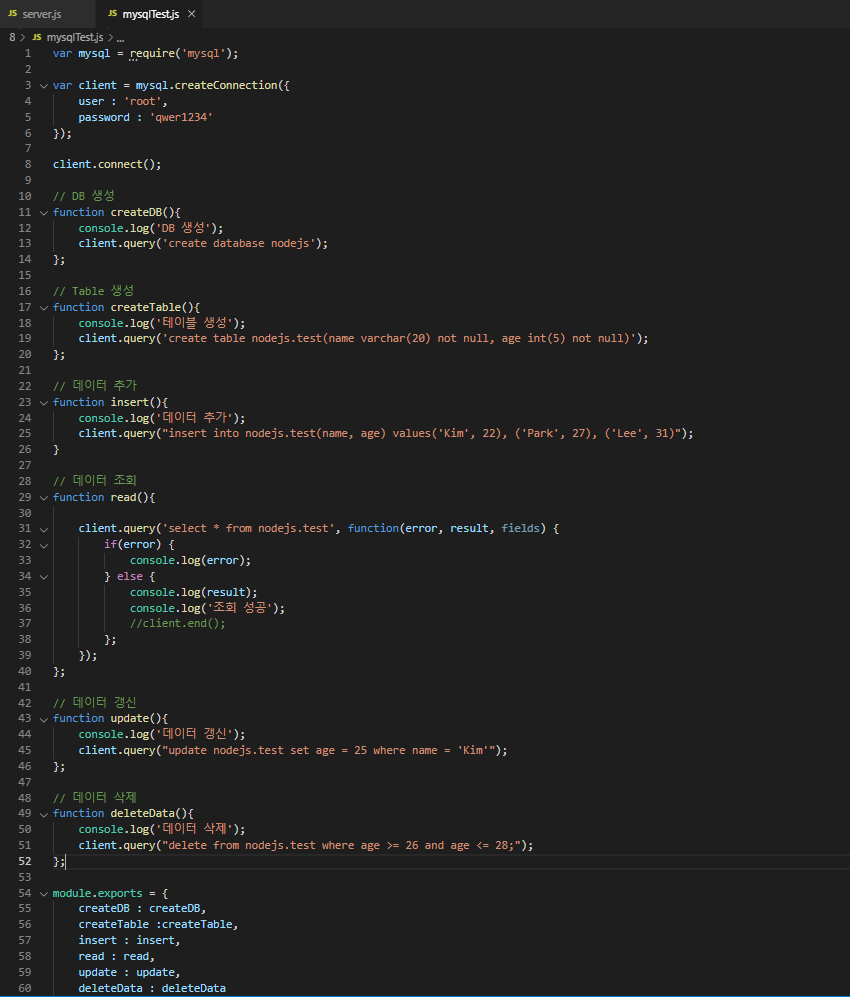 JS server.js JS mysqlTest.js ×
8 > JS mysqlTest.js > ...
1 var mysql = require('mysql');
2
3 var client = mysql.createConnection({
4 user : 'root',
5 password : 'qwer1234'
6 });
7
8 client.connect();
9
10 // DB 생성
11 function createDB(){
12 console.log('DB 생성');
13 client.query('create database nodejs');
14 };
15
16 // Table 생성
17 function createTable(){
18 console.log('테이블 생성');
19 client.query('create table nodejs.test(name varchar(20) not null, age int(5) not null)');
20 };
21
22 // 데이터 추가
23 function insert(){
24 console.log('데이터 추가');
25 client.query("insert into nodejs.test(name, age) values('Kim', 22), ('Park', 27), ('Lee', 31)");
26 }
27
28 // 데이터 조회
29 function read(){
30
31 client.query('select * from nodejs.test', function(error, result, fields) {
32 if(error) {
33 console.log(error);
34 } else {
35 console.log(result);
36 console.log('조회 성공');
37 //client.end();
38 };
39 });
40 };
41
42 // 데이터 갱신
43 function update(){
44 console.log('데이터 갱신');
45 client.query("update nodejs.test set age = 25 where name = 'Kim'");
46 };
47
48 // 데이터 삭제
49 function deleteData(){
50 console.log('데이터 삭제');
51 client.query("delete from nodejs.test where age >= 26 and age <= 28;");
52 };
53
54 module.exports = {
55 createDB : createDB,
56 createTable :createTable,
57 insert : insert,
58 read : read,
59 update : update,
60 deleteData : deleteData